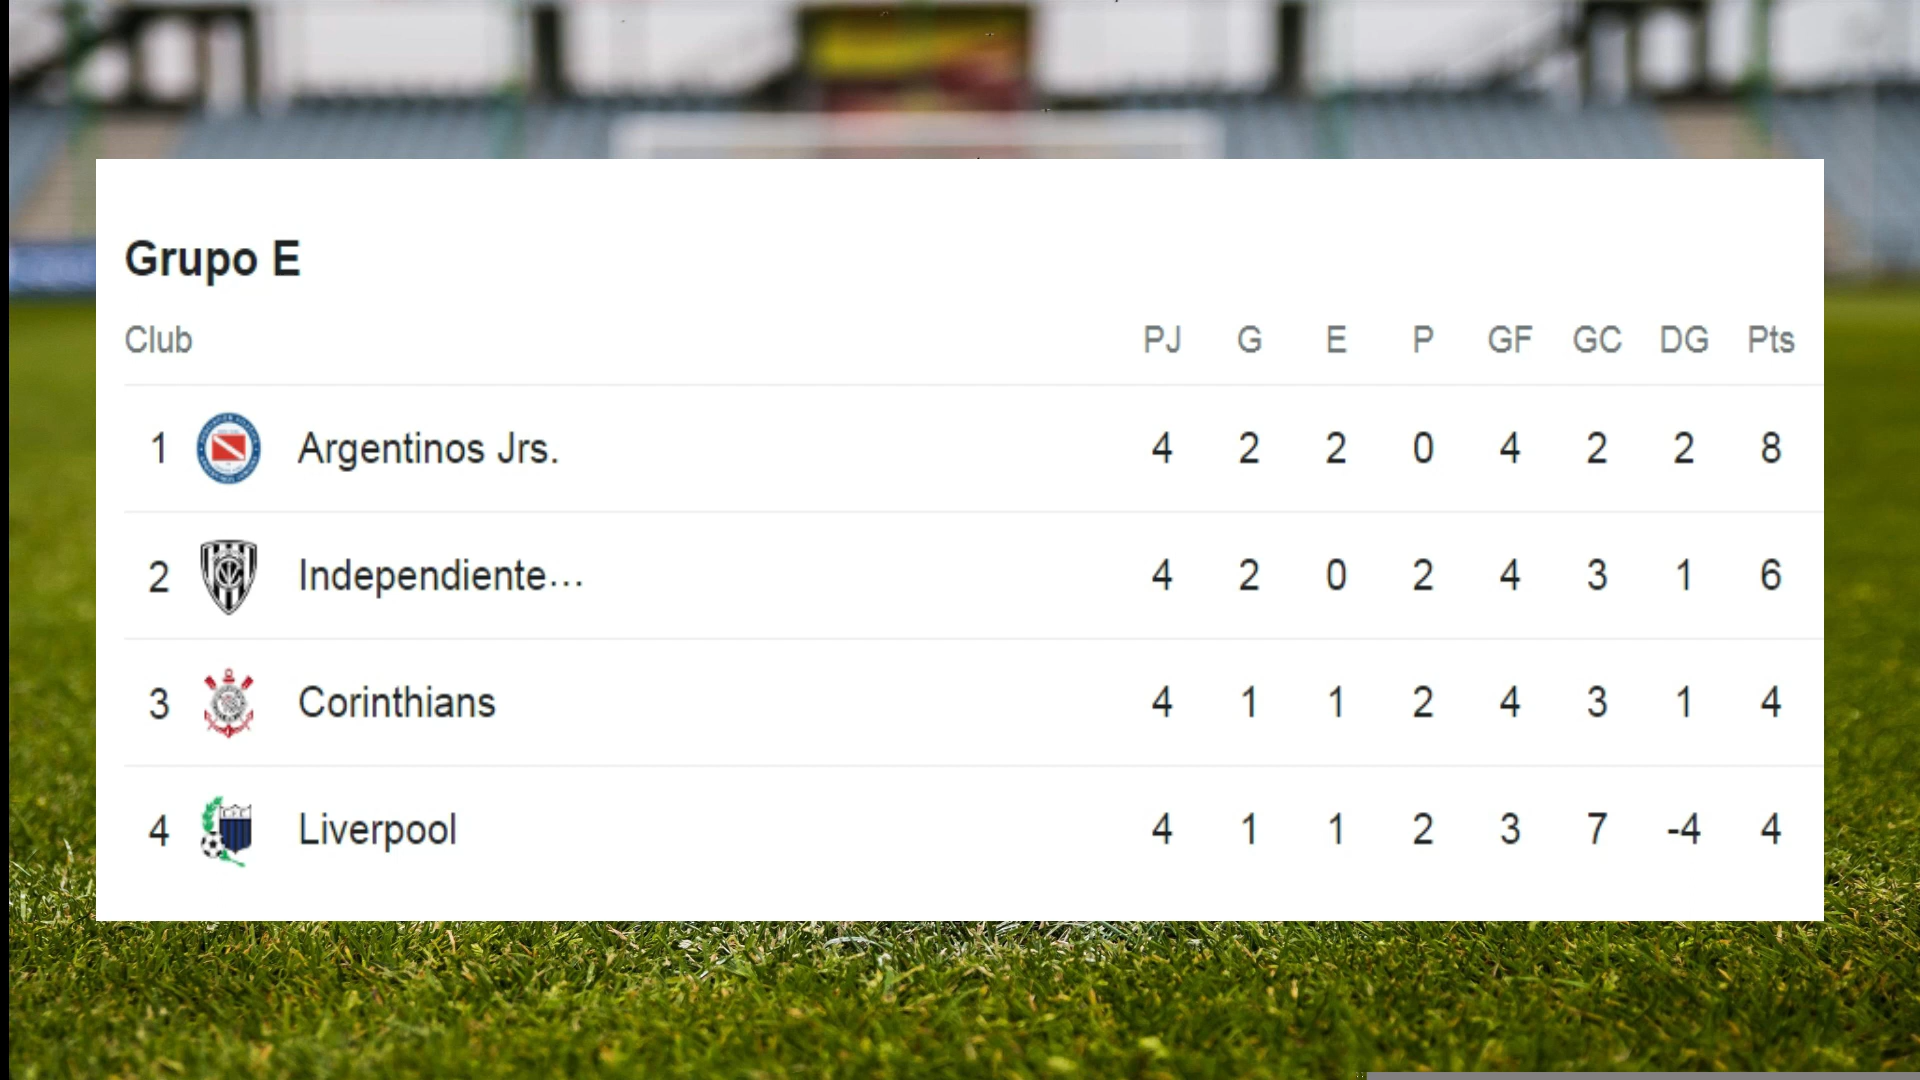 Grupo E
Club PJ G E P GF GC DG Pts
1 Argentinos Jrs. 4 2 2 0 4 2 2 8
2 Independiente... 4 2 0 2 4 3 1 6
3 Corinthians 4 1 1 2 4 3 1 4
4 Liverpool 4 1 1 2 3 7 -4 4